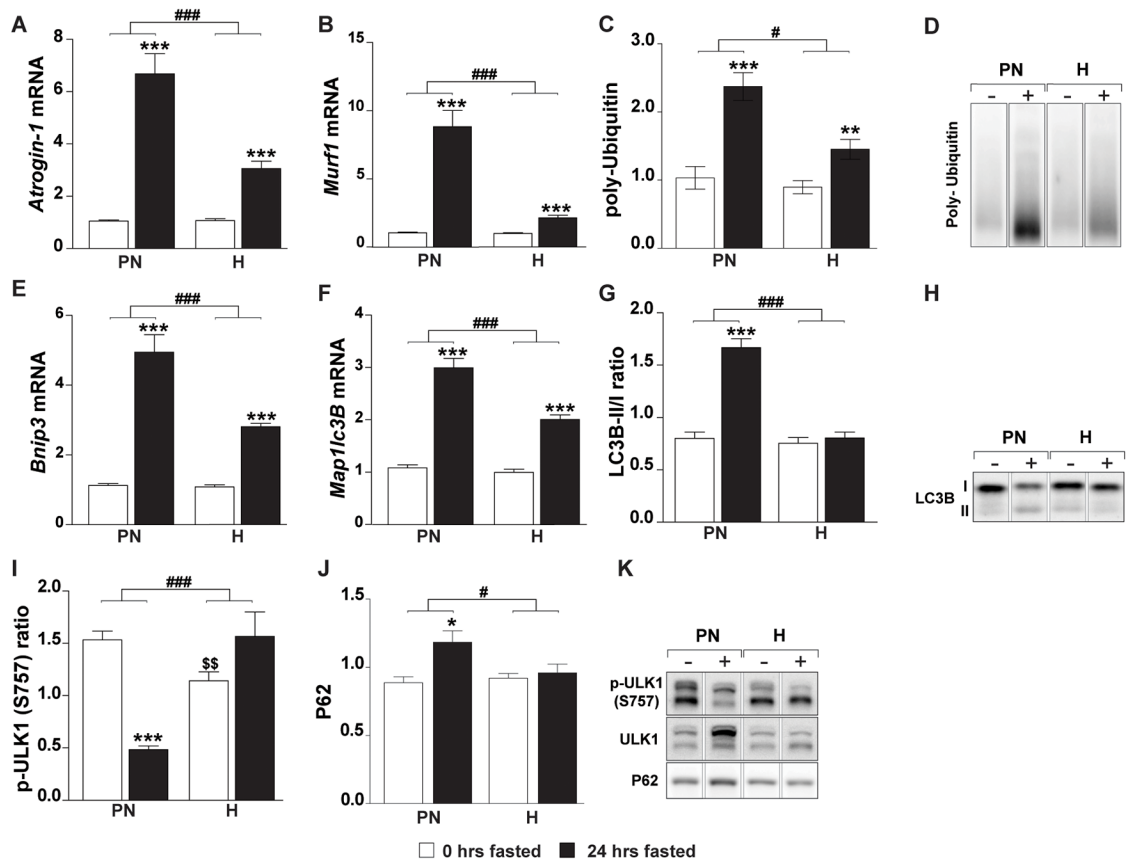 A
###
Atrogin-1 mRNA
8
6
4
2
0
***
***
PN
H
B
###
Murf1 mRNA
15
10
5
0
***
***
PN
H
C
#
poly-Ubiquitin
3.0
2.0
1.0
0.0
***
**
PN
H
D
PN
H
-
+
-
+
Poly- Ubiquitin
E
###
Bnip3 mRNA
6
4
2
0
***
***
PN
H
F
###
Map1lc3B mRNA
4
3
2
1
0
***
***
PN
H
G
###
LC3B-II/I ratio
2.0
1.5
1.0
0.5
0.0
***
PN
H
H
PN
H
-
+
-
+
LC3B
I
II
I
###
p-ULK1 (S757) ratio
2.0
1.5
1.0
0.5
0.0
***
$$
PN
H
J
#
P62
1.5
1.0
0.5
0.0
*
PN
H
K
PN
H
-
+
-
+
p-ULK1
(S757)
ULK1
P62
0 hrs fasted
24 hrs fasted